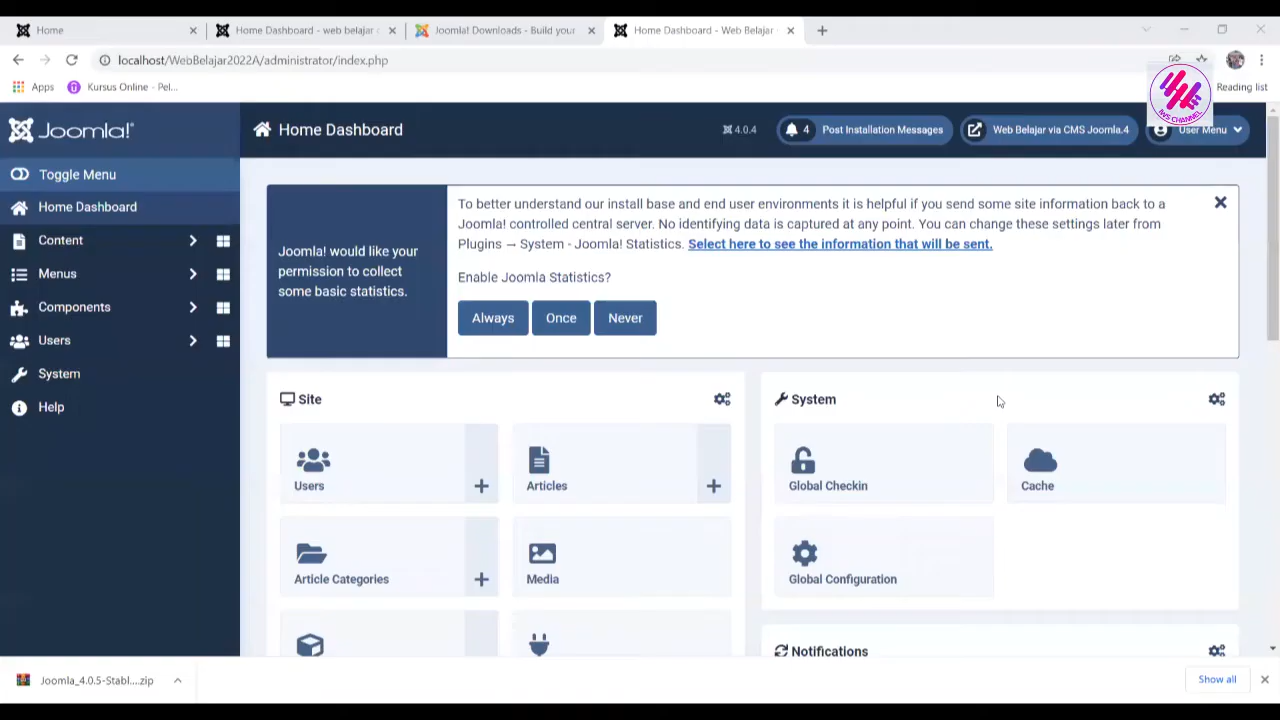 Home
Home Dashboard - web belajar
Joomla! Downloads - Build your
Home Dashboard - Web Belajar
localhost/WebBelajar2022A/administrator/index.php
Apps
Kursus Online - Pel...
Reading list
NVS CHANNEL
Joomla!
Home Dashboard
4.0.4
4
Post Installation Messages
Web Belajar via CMS Joomla.4
User Menu
Toggle Menu
Home Dashboard
Content
Menus
Components
Users
System
Help
Joomla! would like your
permission to collect
some basic statistics.
To better understand our install base and end user environments it is helpful if you send some site information back to a
Joomla! controlled central server. No identifying data is captured at any point. You can change these settings later from
Plugins → System - Joomla! Statistics. Select here to see the information that will be sent.
Enable Joomla Statistics?
Always
Once
Never
Site
Users
Articles
Article Categories
Media
System
Global Checkin
Cache
Global Configuration
Notifications
Joomla_4.0.5-Stabl....zip
Show all